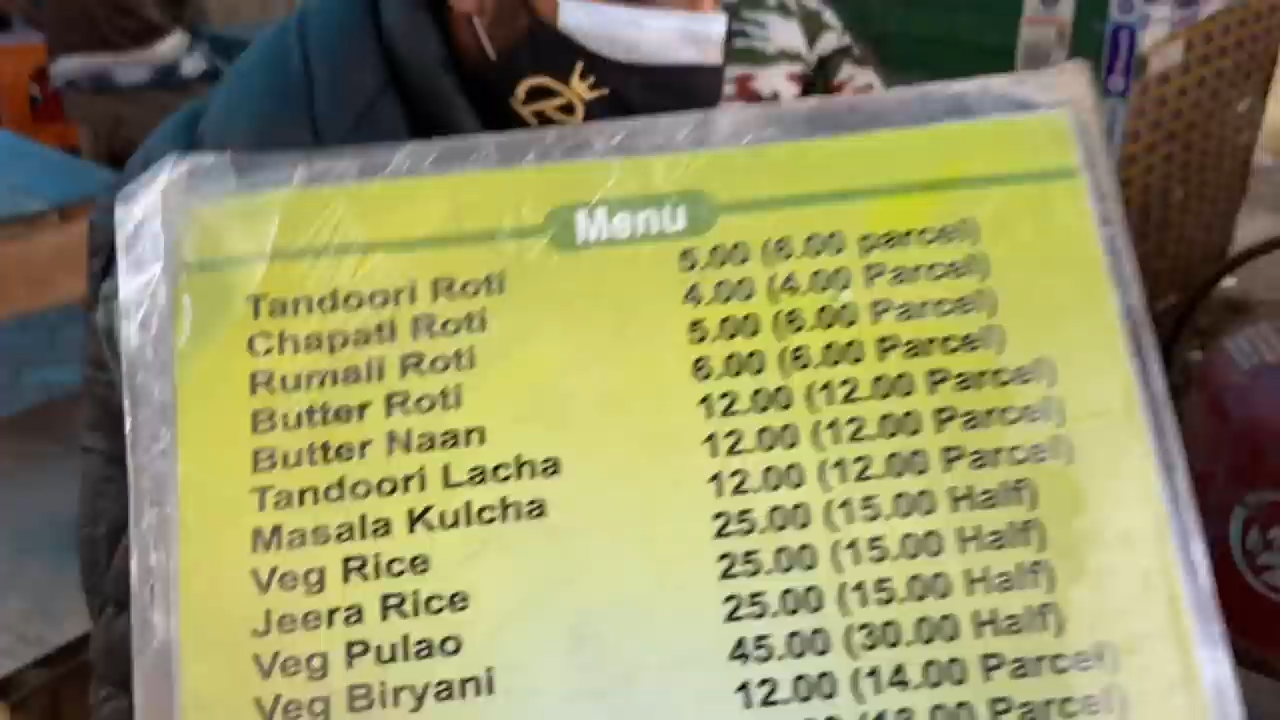 Menu
Tandoori Roti 5.00 (6.00 parcel)
Chapati Roti 4.00 (4.00 Parcel)
Rumali Roti 5.00 (6.00 Parcel)
Butter Roti 6.00 (6.00 Parcel)
Butter Naan 12.00 (12.00 Parcel)
Tandoori Lacha 12.00 (12.00 Parcel)
Masala Kulcha 12.00 (12.00 Parcel)
Veg Rice 25.00 (15.00 Half)
Jeera Rice 25.00 (15.00 Half)
Veg Pulao 25.00 (15.00 Half)
Veg Biryani 45.00 (30.00 Half)
12.00 (14.00 Parcel)